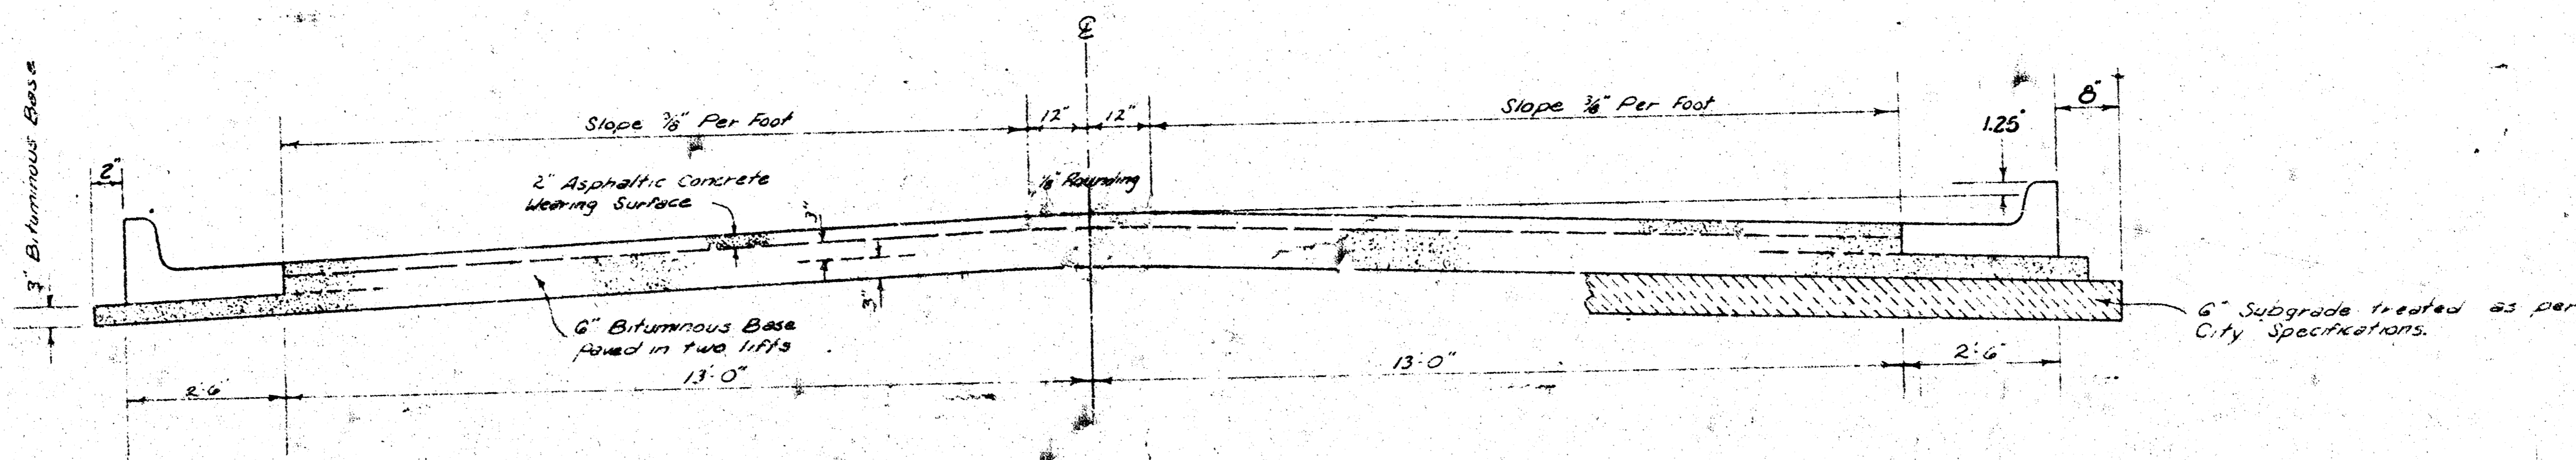 ℄
3" Bituminous Base
2"
Slope 3/8" Per Foot
12"
12"
Slope 3/8" Per Foot
1.25"
8"
2" Asphaltic Concrete
Wearing Surface
1/8" Rounding
3"
3"
6" Bituminous Base
paved in two lifts
6" Subgrade treated as per
City Specifications.
2'-6"
13'-0"
13'-0"
2'-6"